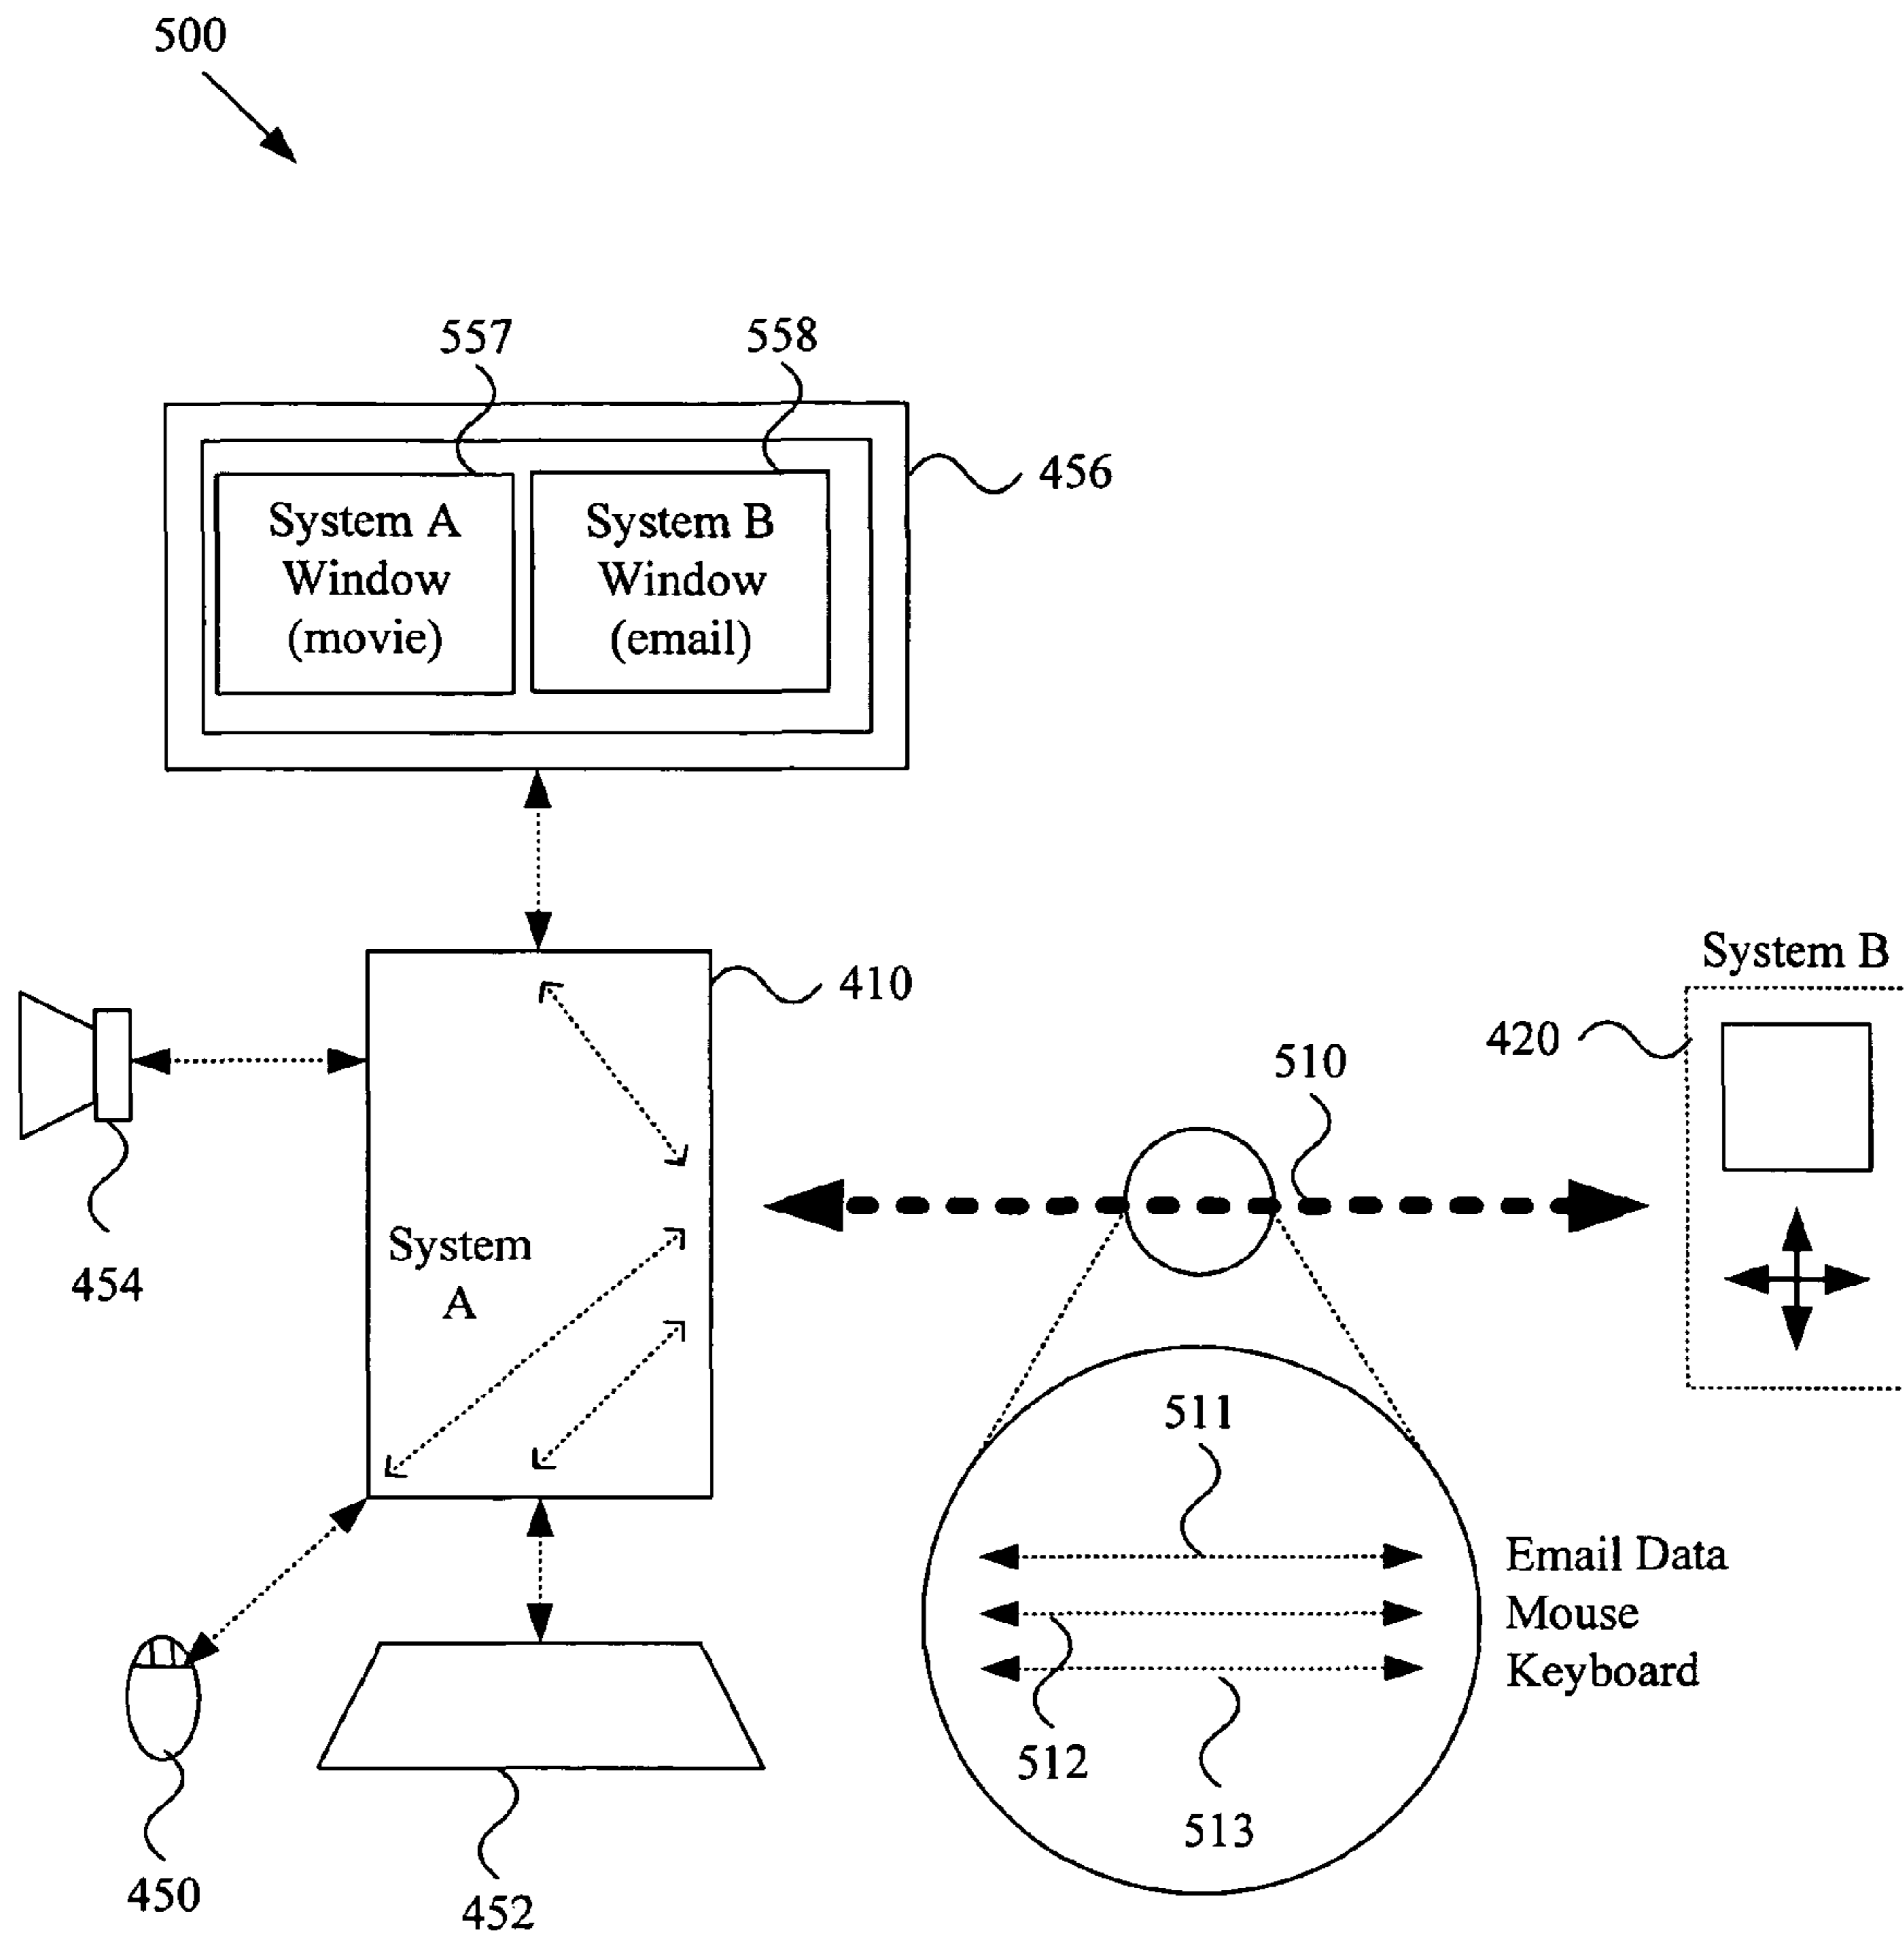 500
557
558
System A
Window
(movie)
System B
Window
(email)
456
410
System B
420
510
System
A
454
511
Email Data
Mouse
Keyboard
512
513
450
452